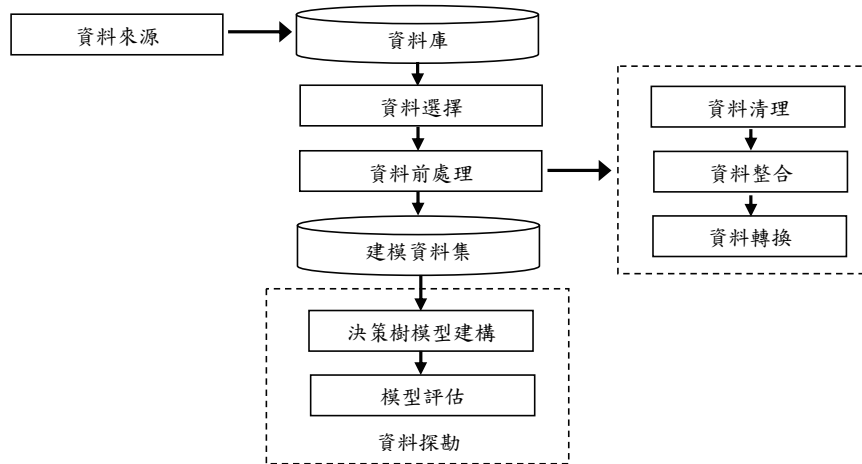 資料來源
資料庫
資料選擇
資料前處理
建模資料集
決策樹模型建構
模型評估
資料探勘
資料清理
資料整合
資料轉換